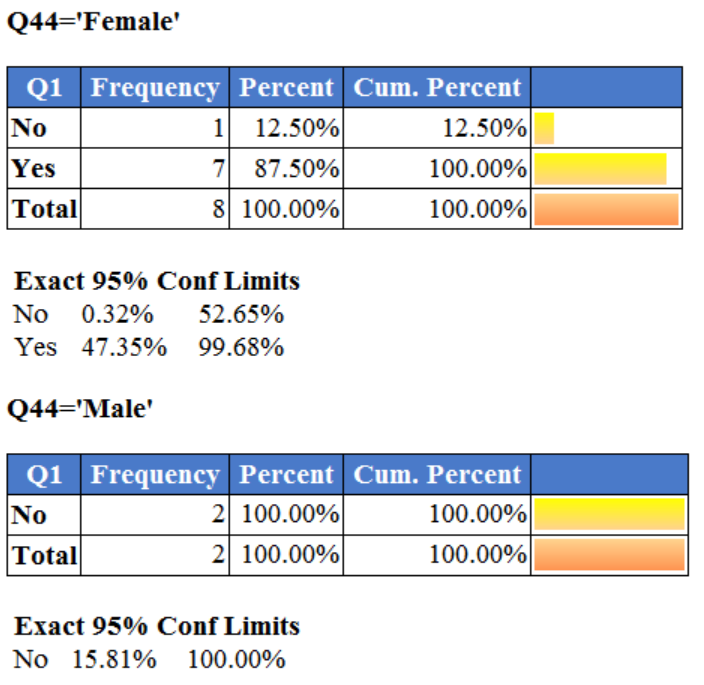 Q44='Female'
Q1 Frequency Percent Cum. Percent
No 1 12.50% 12.50%
Yes 7 87.50% 100.00%
Total 8 100.00% 100.00%
Exact 95% Conf Limits
No 0.32% 52.65%
Yes 47.35% 99.68%
Q44='Male'
Q1 Frequency Percent Cum. Percent
No 2 100.00% 100.00%
Total 2 100.00% 100.00%
Exact 95% Conf Limits
No 15.81% 100.00%